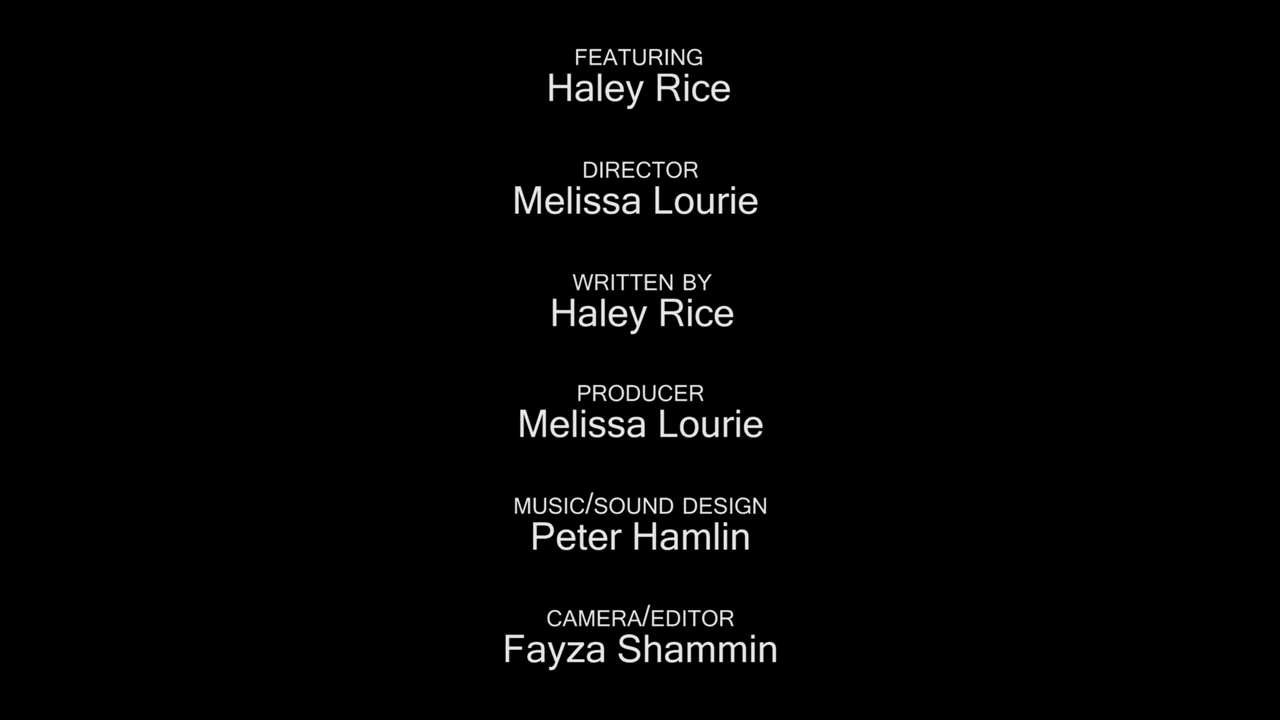 FEATURING
Haley Rice
DIRECTOR
Melissa Lourie
WRITTEN BY
Haley Rice
PRODUCER
Melissa Lourie
MUSIC/SOUND DESIGN
Peter Hamlin
CAMERA/EDITOR
Fayza Shammin